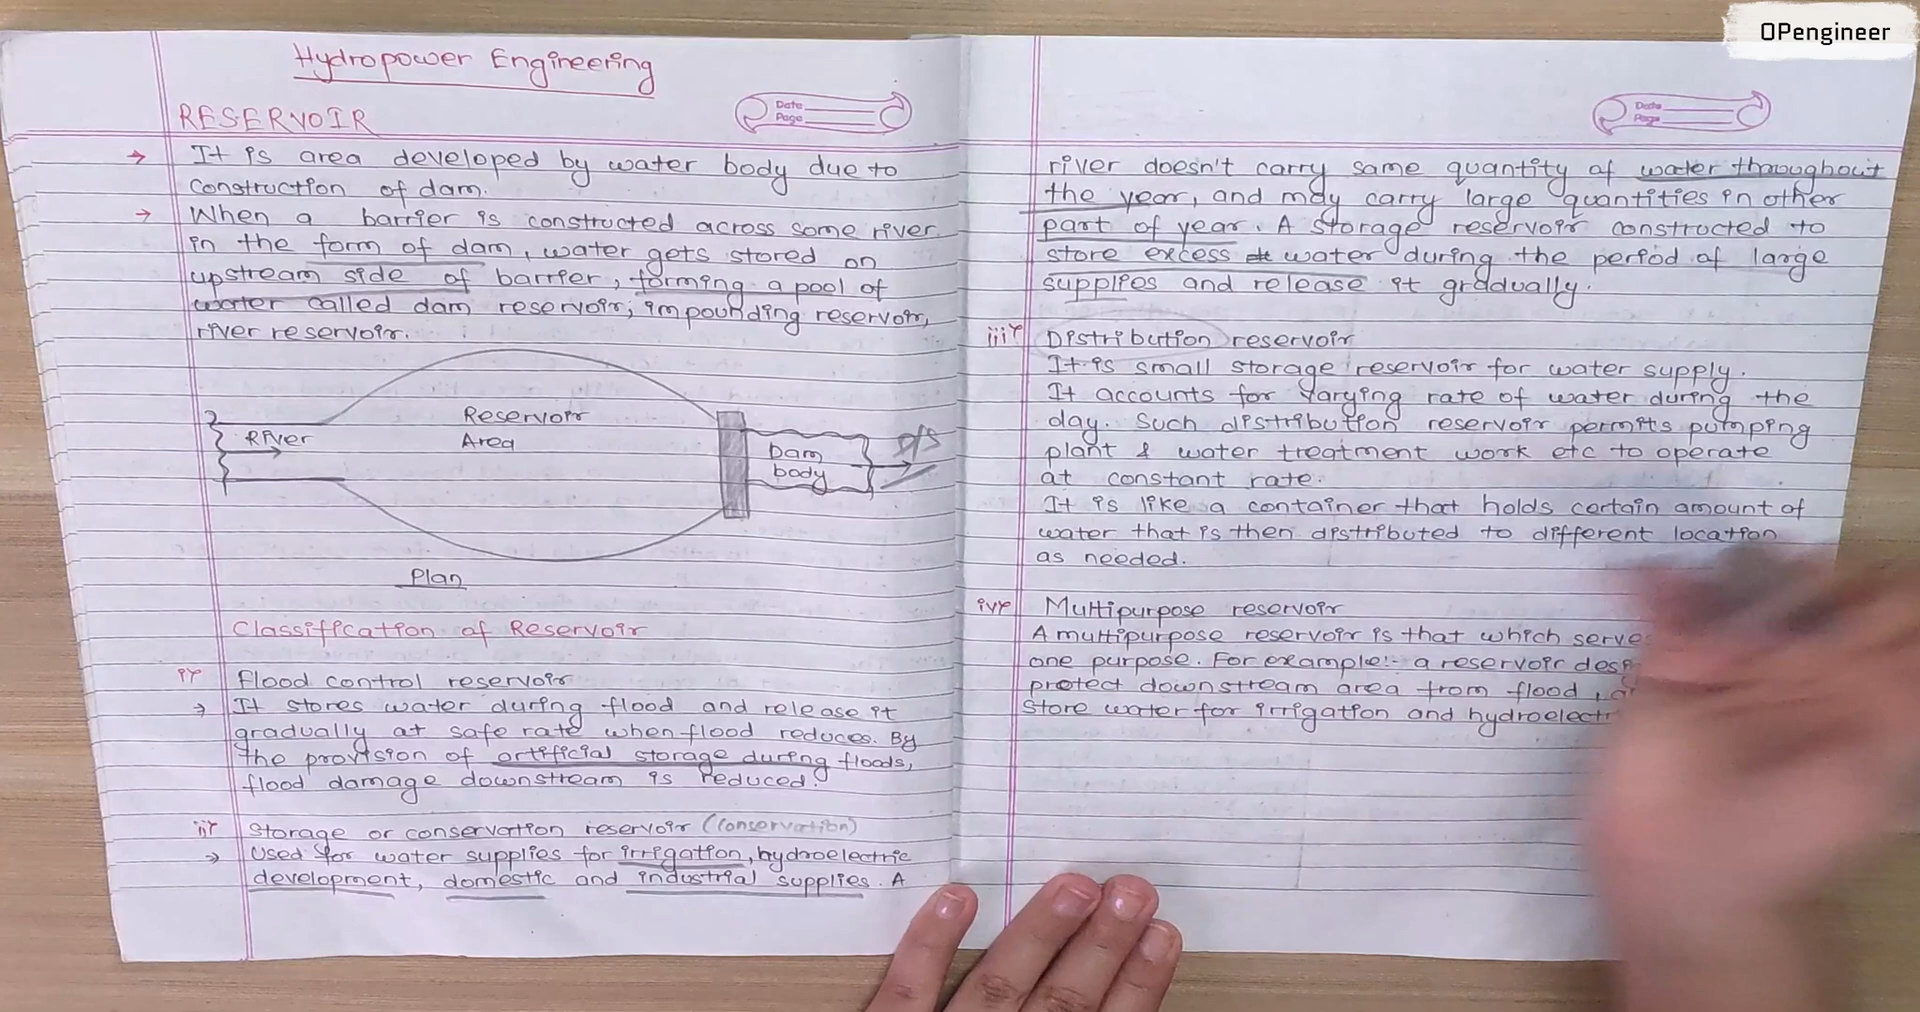 OPengineer
Hydropower Engineering
RESERVOIR
Date
Page
→ It is area developed by water body due to
construction of dam.
→ When a barrier is constructed across some river
in the form of dam, water gets stored on
upstream side of barrier, forming a pool of
water called dam reservoir, impounding reservoir,
river reservoir.
River
Reservoir
Area
Dam
body
D/S
Plan
Classification of Reservoir
i) Flood control reservoir
→ It stores water during flood and release it
gradually at safe rate when flood reduces. By
the provision of artificial storage during floods,
flood damage downstream is reduced.
ii) Storage or conservation reservoir (Conservation)
→ Used for water supplies for irrigation, hydroelectric
development, domestic and industrial supplies. A
Date
Page
river doesn't carry same quantity of water thraughout
the year, and may carry large quantities in other
part of year. A storage reservoir constructed to
store excess water during the period of large
supplies and release it gradually.
iii) Distribution reservoir
It is small storage reservoir for water supply.
It accounts for varying rate of water during the
day. Such distribution reservoir permits pumping
plant & water treatment work etc to operate
at constant rate.
It is like a container that holds certain amount of
water that is then distributed to different location
as needed.
iv) Multipurpose reservoir
A multipurpose reservoir is that which serve
one purpose. For example:- a reservoir
protect downstream area from flood,
store water for irrigation and